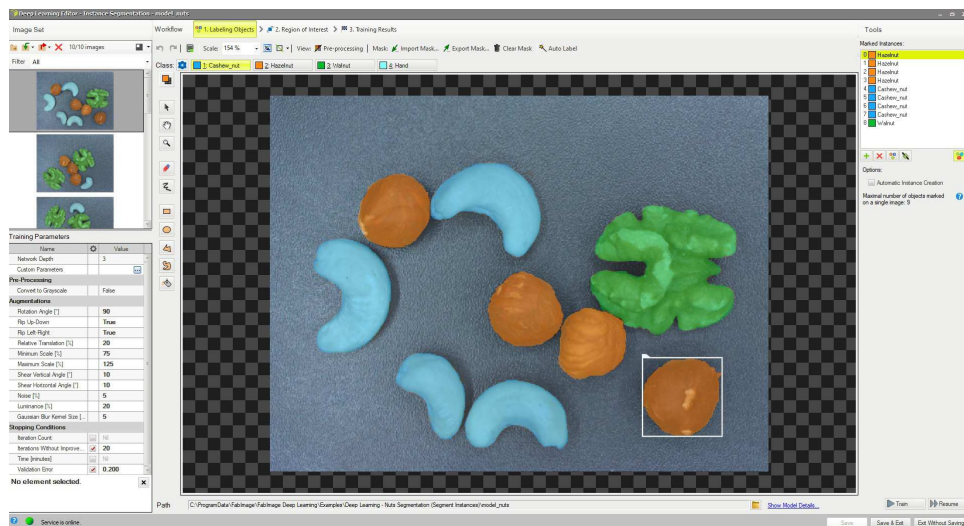 Deep Learning Editor - Instance Segmentation - model_nuts
Image Set
Workflow
1. Labeling Objects
2. Region of Interest
3. Training Results
Tools
10/10 images
Scale: 154 %
View:
Pre-processing
Mask:
Import Mask...
Export Mask...
Clear Mask
Auto Label
Filter All
Class:
1: Cashew_nut
2: Hazelnut
3: Walnut
4: Hand
Marked Instances:
0 Hazelnut
1 Hazelnut
2 Hazelnut
3 Hazelnut
4 Cashew_nut
5 Cashew_nut
6 Cashew_nut
7 Cashew_nut
8 Walnut
Options:
Automatic Instance Creation
Maximal number of objects marked
on a single image: 9
Training Parameters
Name Value
Network Depth 3
Custom Parameters
Pre-Processing
Convert to Grayscale False
Augmentations
Rotation Angle [°] 90
Flip Up-Down True
Flip Left-Right True
Relative Translation [%] 20
Minimum Scale [%] 75
Maximum Scale [%] 125
Shear Vertical Angle [°] 10
Shear Horizontal Angle [°] 10
Noise [%] 5
Luminance [%] 20
Gaussian Blur Kernel Size [... 5
Stopping Conditions
Iteration Count Nil
Iterations Without Improve... 20
Time [minutes] Nil
Validation Error 0.200
No element selected.
Path
C:\ProgramData\FabImage\FabImage Deep Learning\Examples\Deep Learning - Nuts Segmentation (Segment Instances)\model_nuts
Show Model Details...
Train
Resume
Service is online.
Save
Save & Exit
Exit Without Saving